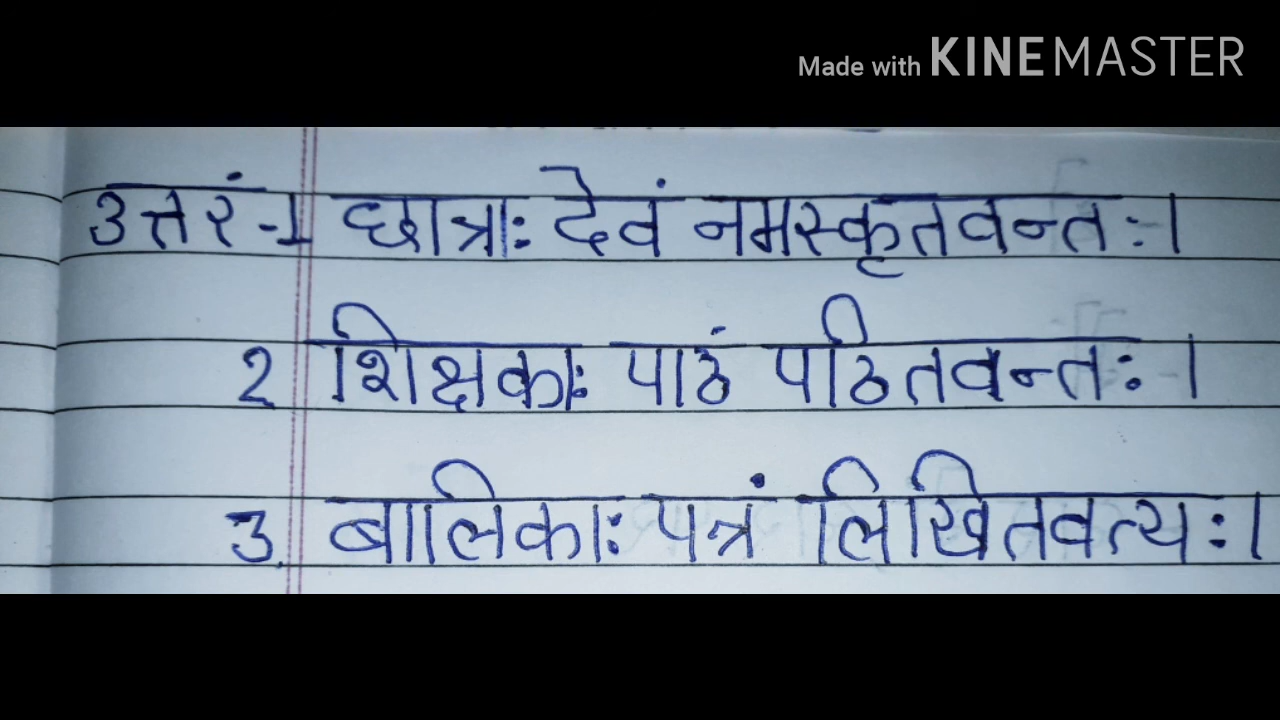 Made with KINEMASTER
उत्तरं-1 छात्राः देवं नमस्कृतवन्तः।
2 शिक्षकाः पाठं पठितवन्तः।
3. बालिकाः पत्रं लिखितवत्यः।